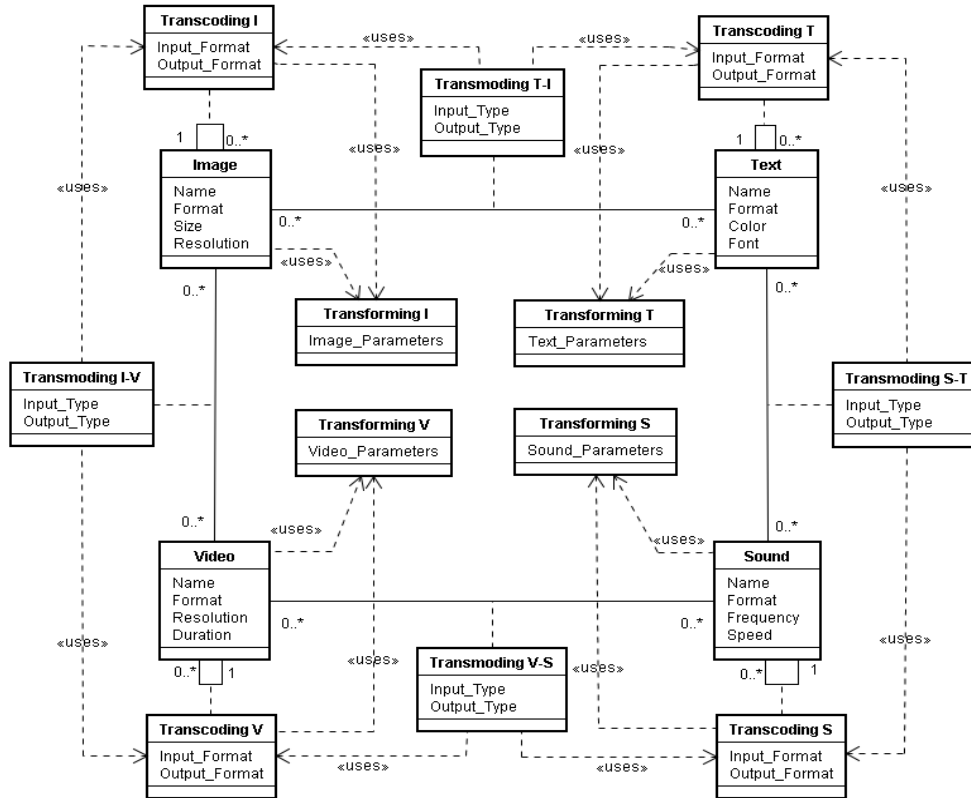 Transcoding I
Input_Format
Output_Format
«uses»
«uses»
Transcoding T
Input_Format
Output_Format
Transmoding T-I
Input_Type
Output_Type
1
0..*
1
0..*
«uses»
«uses»
«uses»
«uses»
Image
Name
Format
Size
Resolution
Text
Name
Format
Color
Font
0..*
0..*
«uses»
«uses»
0..*
0..*
Transforming I
Image_Parameters
Transforming T
Text_Parameters
Transmoding I-V
Input_Type
Output_Type
Transmoding S-T
Input_Type
Output_Type
Transforming V
Video_Parameters
Transforming S
Sound_Parameters
0..*
0..*
«uses»
«uses»
Video
Name
Format
Resolution
Duration
Sound
Name
Format
Frequency
Speed
0..*
0..*
«uses»
«uses»
0..*
1
«uses»
«uses»
0..*
1
Transmoding V-S
Input_Type
Output_Type
Transcoding V
Input_Format
Output_Format
Transcoding S
Input_Format
Output_Format
«uses»
«uses»